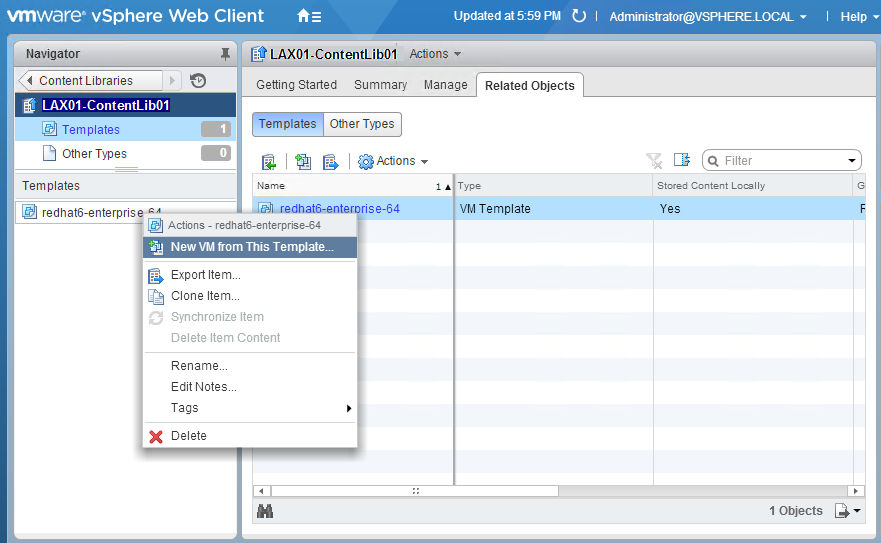 vmware® vSphere Web Client
Updated at 5:59 PM
Administrator@VSPHERE.LOCAL
Help
Navigator
Content Libraries
LAX01-ContentLib01
Templates 1
Other Types 0
Templates
redhat6-enterprise-64
Actions - redhat6-enterprise-64
New VM from This Template...
Export Item...
Clone Item...
Synchronize Item
Delete Item Content
Rename...
Edit Notes...
Tags
Delete
LAX01-ContentLib01 Actions
Getting Started Summary Manage Related Objects
Templates Other Types
Actions Filter
Name 1 Type Stored Content Locally G
redhat6-enterprise-64 VM Template Yes
1 Objects